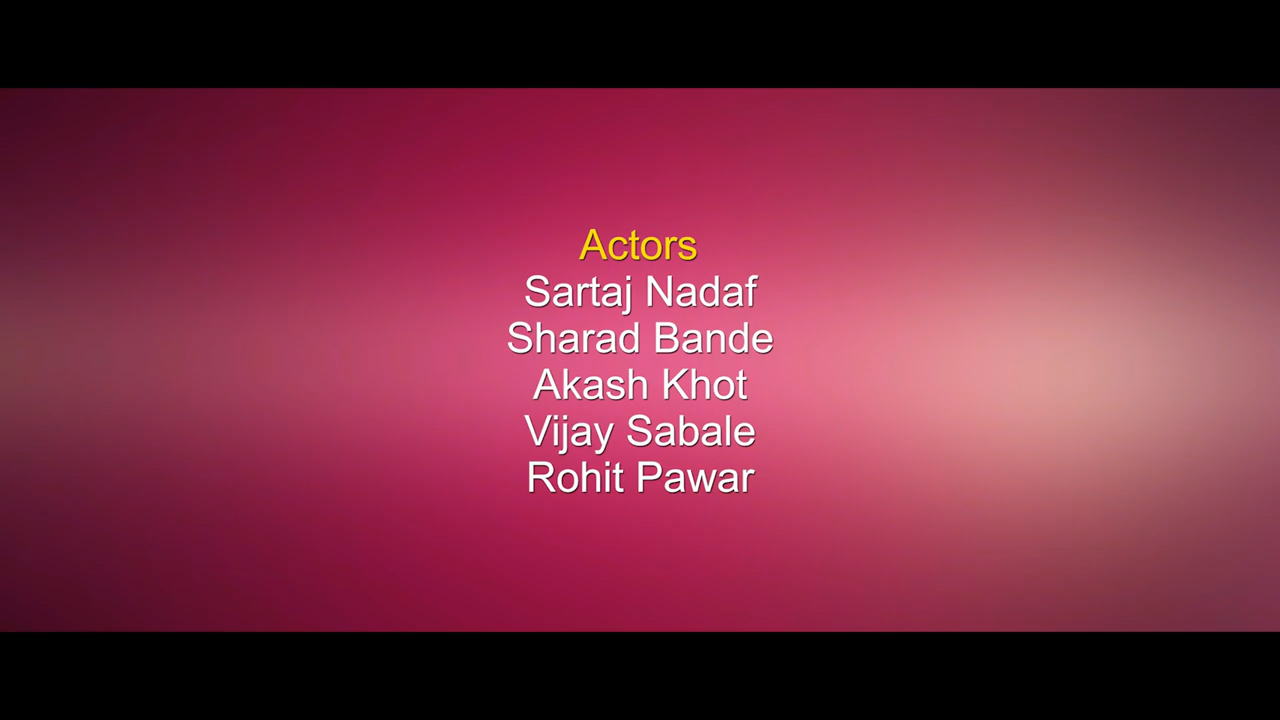 Actors
Sartaj Nadaf
Sharad Bande
Akash Khot
Vijay Sabale
Rohit Pawar